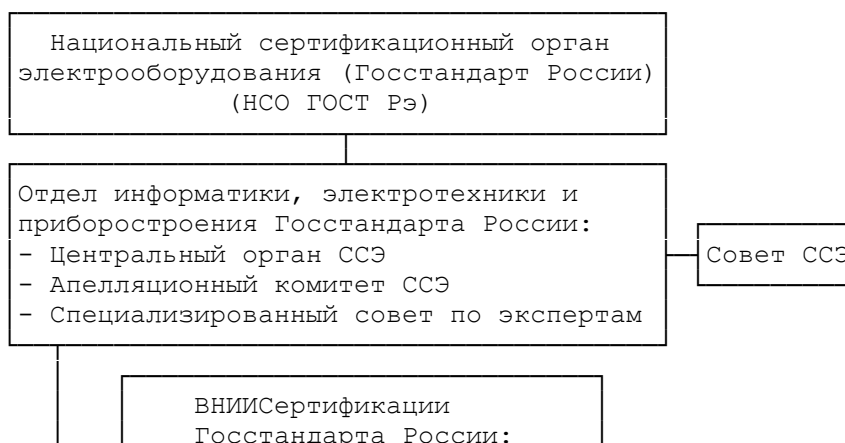 Национальный сертификационный орган
электрооборудования (Госстандарт России)
(НСО ГОСТ Рэ)
Отдел информатики, электротехники и
приборостроения Госстандарта России:
- Центральный орган ССЭ
- Апелляционный комитет ССЭ
- Специализированный совет по экспертам
Совет ССЭ
ВНИИСертификации
Госстандарта России: